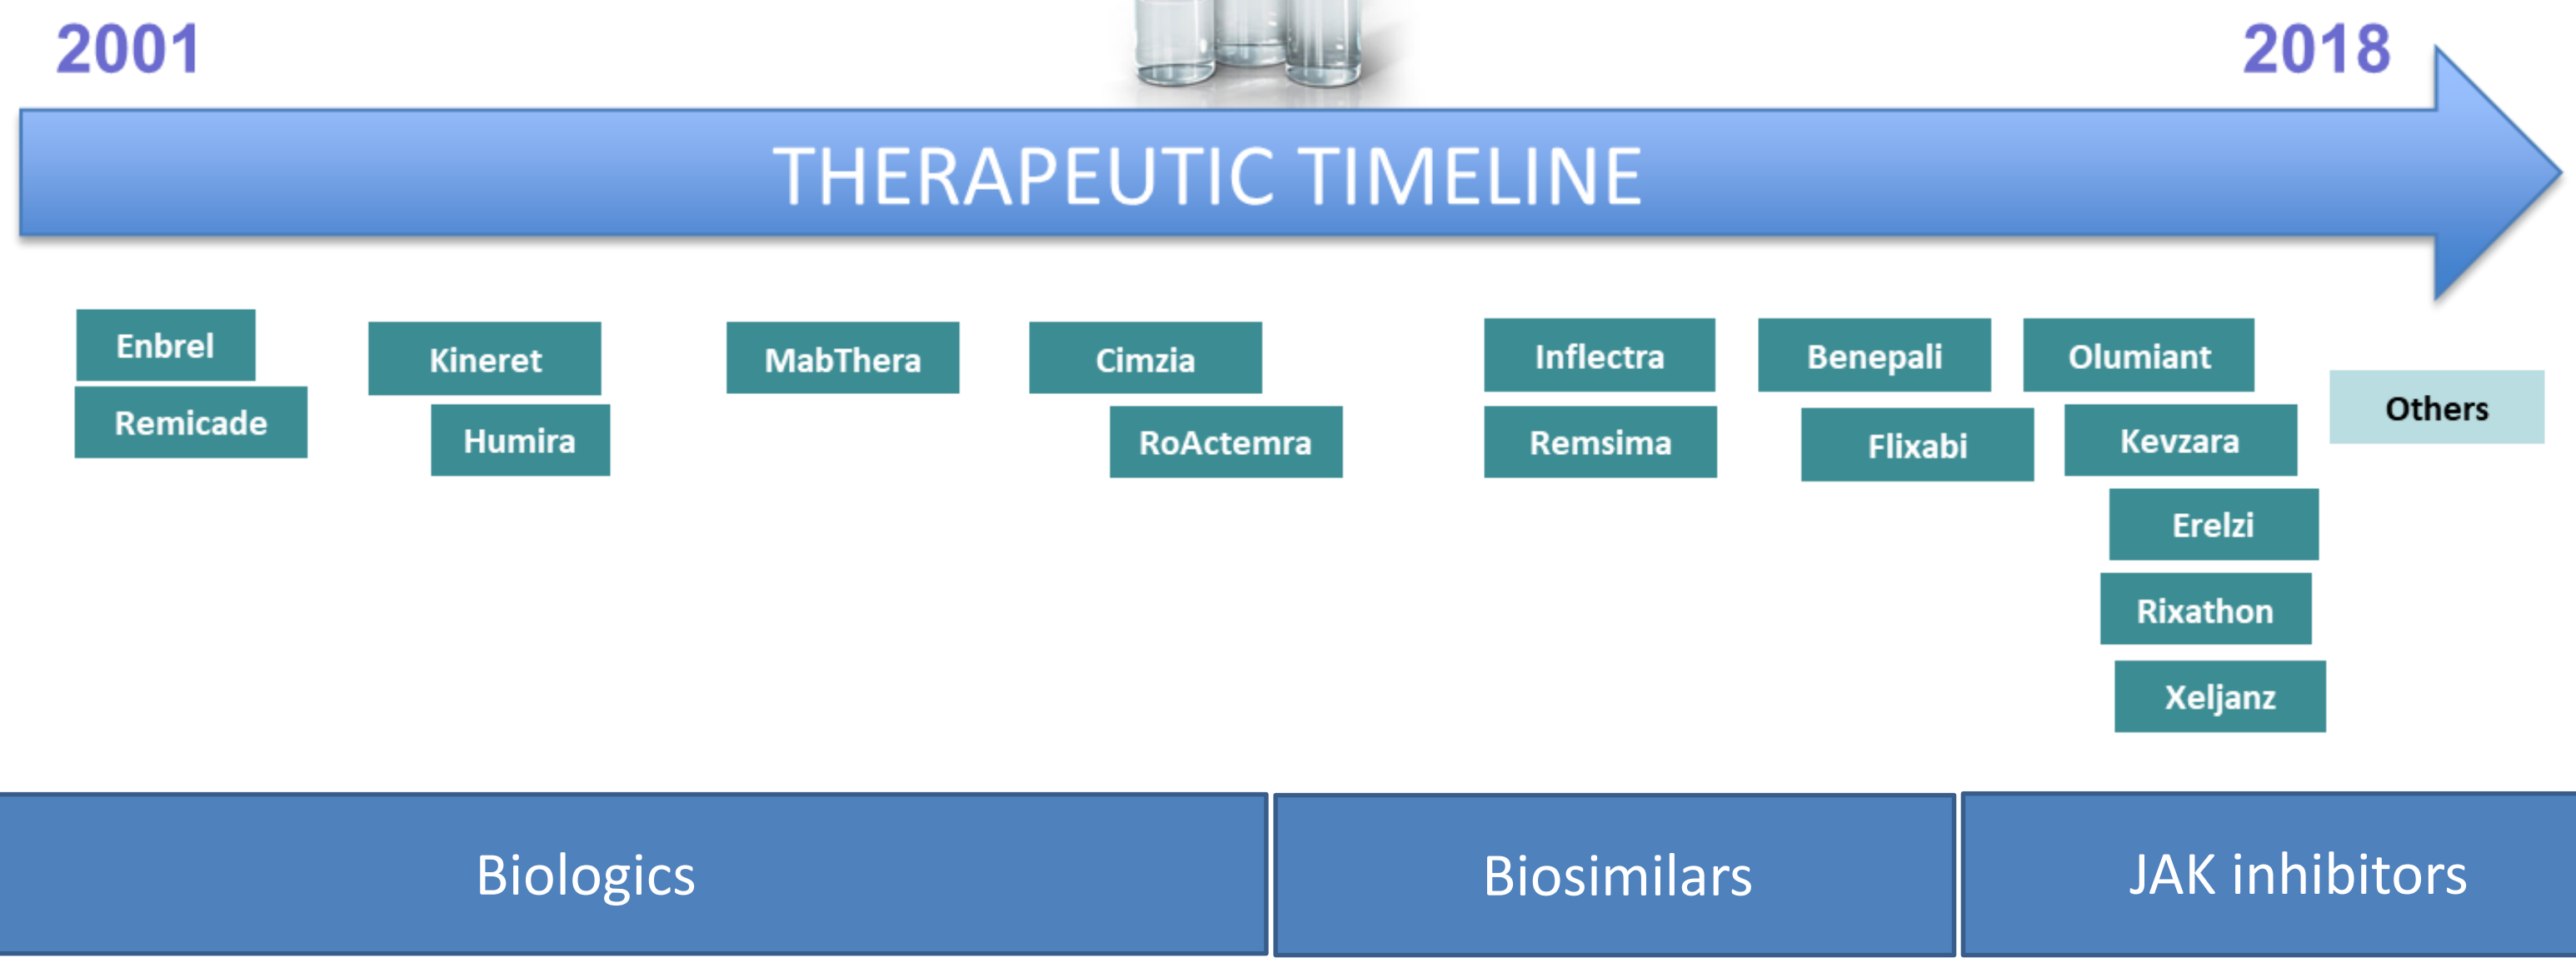 2001
2018
THERAPEUTIC TIMELINE
Enbrel
Remicade
Kineret
Humira
MabThera
Cimzia
RoActemra
Inflectra
Remsima
Benepali
Flixabi
Olumiant
Kevzara
Erelzi
Rixathon
Xeljanz
Others
Biologics
Biosimilars
JAK inhibitors